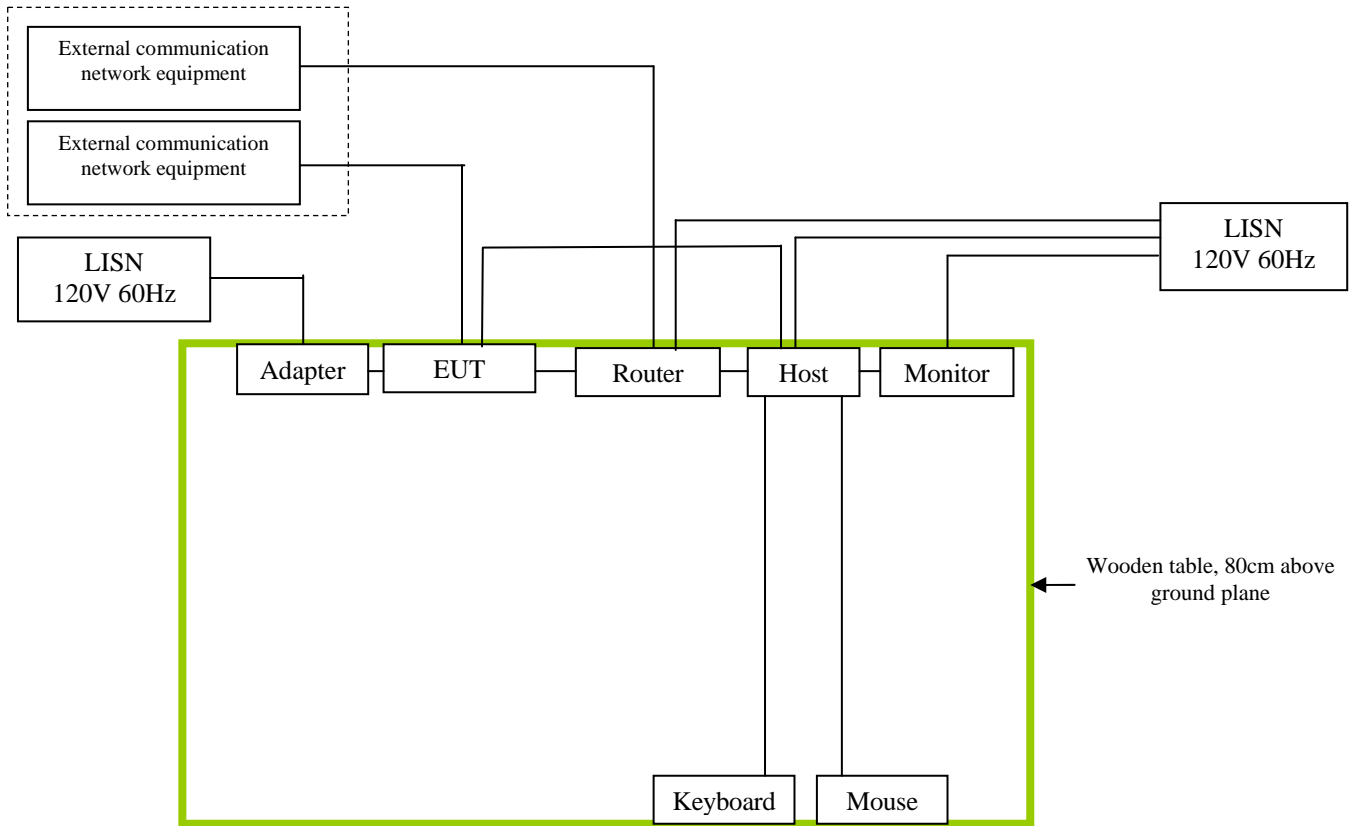 External communication
network equipment
External communication
network equipment
LISN
120V 60Hz
LISN
120V 60Hz
Adapter
EUT
Router
Host
Monitor
Wooden table, 80cm above
ground plane
Keyboard
Mouse